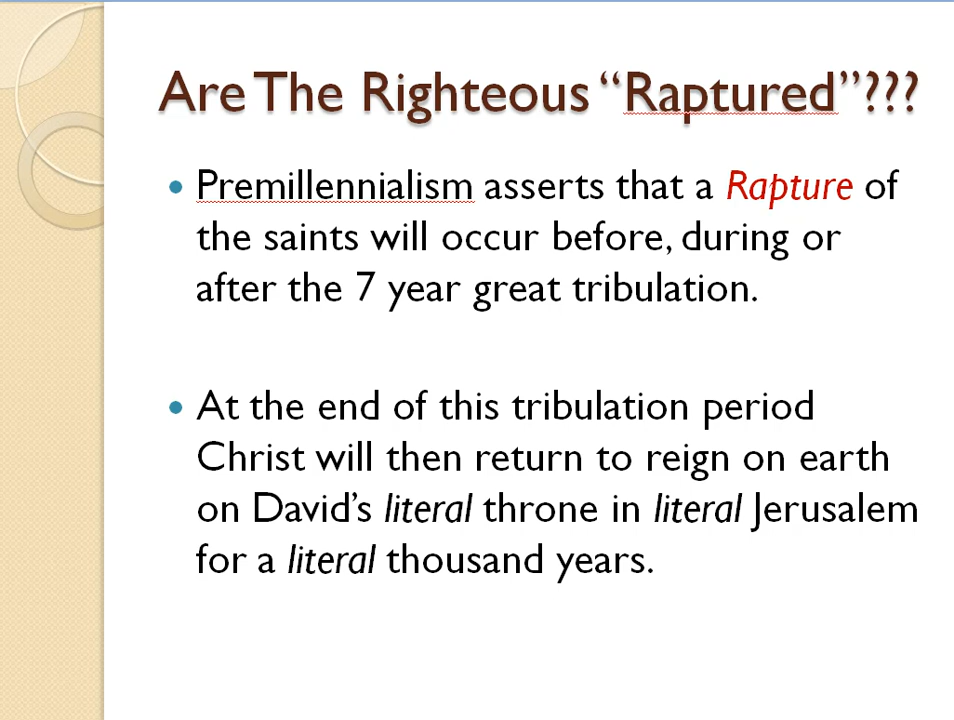 Are The Righteous “Raptured”???
• Premillennialism asserts that a Rapture of
the saints will occur before, during or
after the 7 year great tribulation.
• At the end of this tribulation period
Christ will then return to reign on earth
on David’s literal throne in literal Jerusalem
for a literal thousand years.